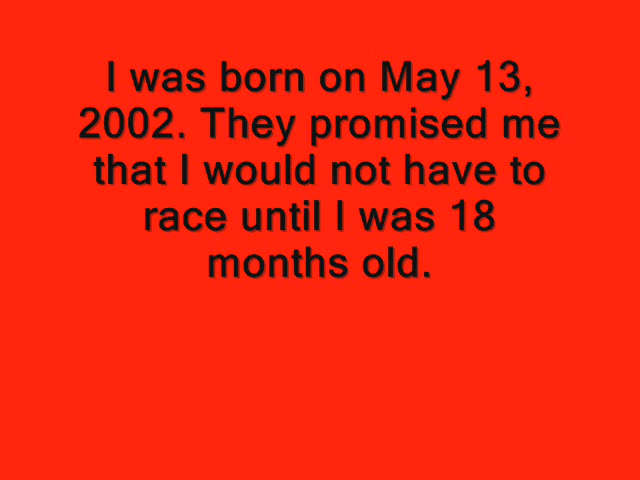 I was born on May 13,
2002. They promised me
that I would not have to
race until I was 18
months old.